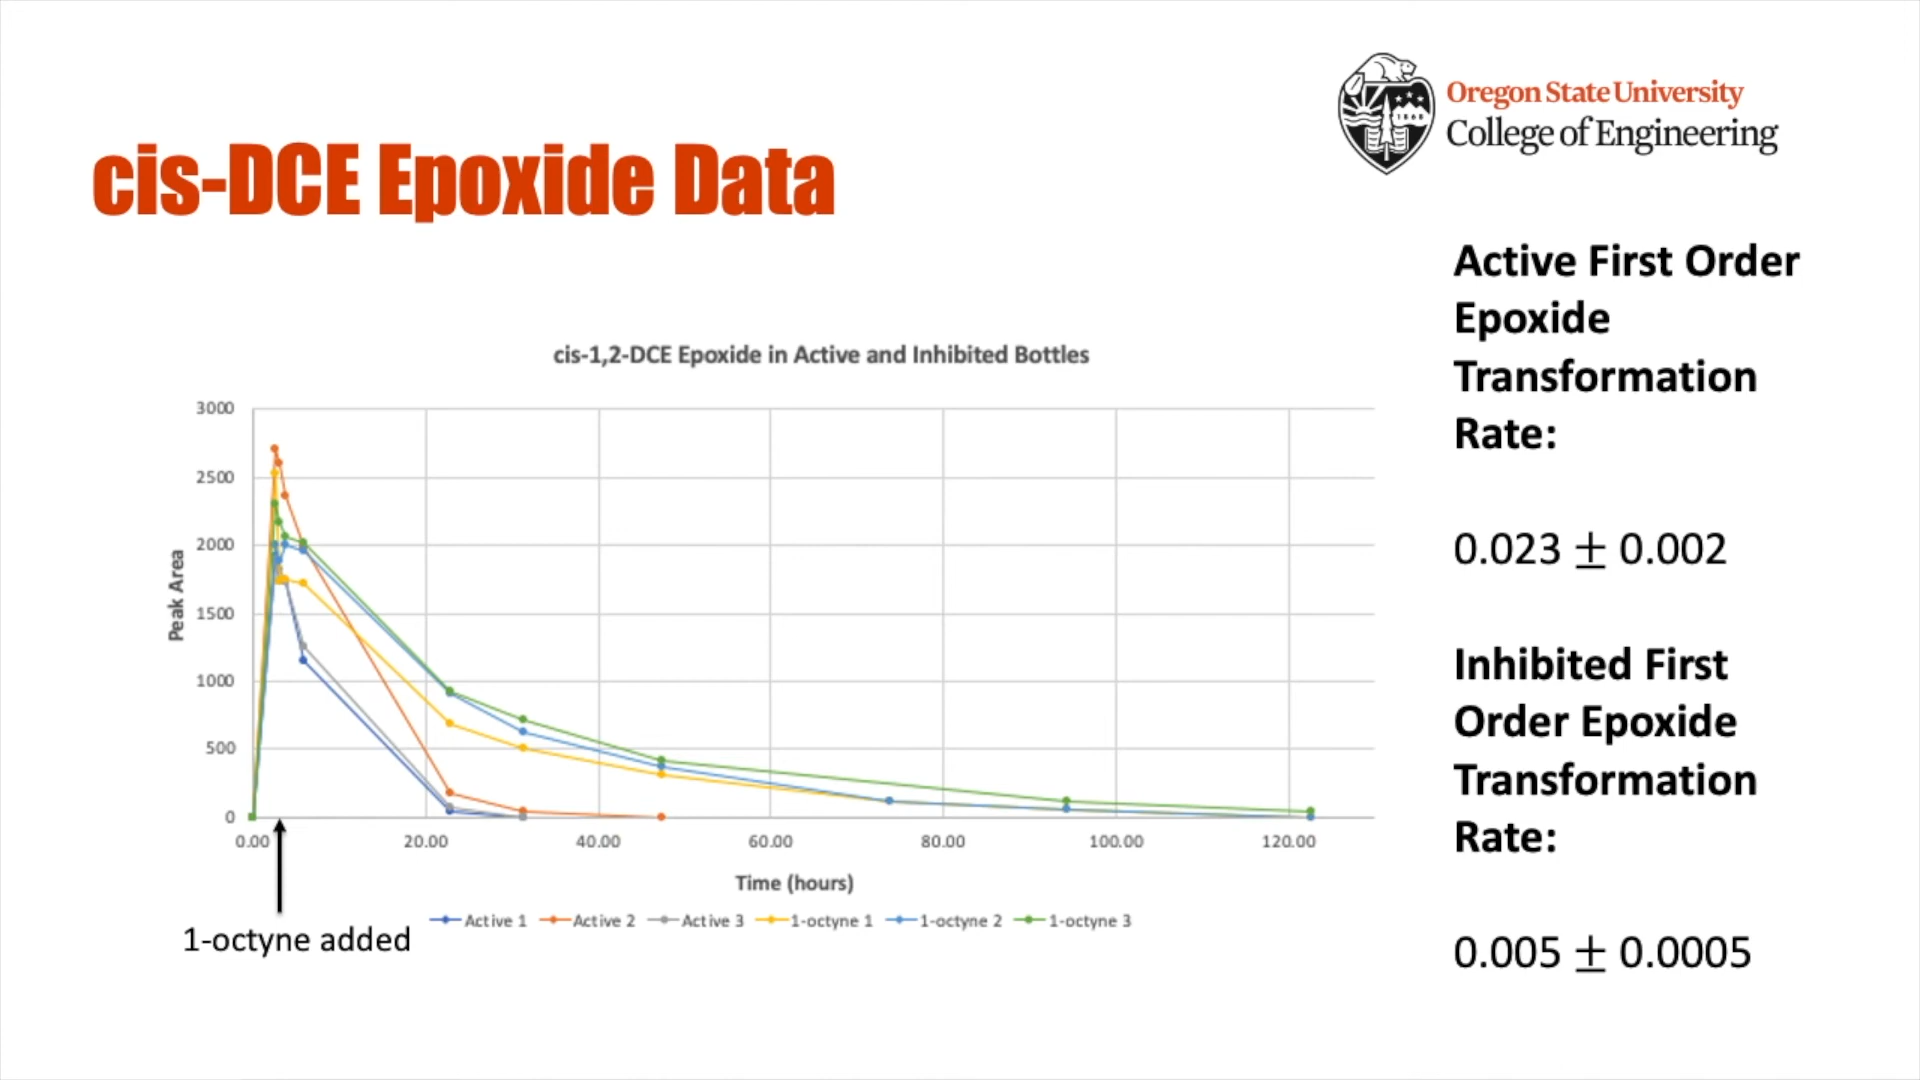 Oregon State University
College of Engineering
1868
cis-DCE Epoxide Data
Active First Order
Epoxide
Transformation
Rate:
0.023 ± 0.002
Inhibited First
Order Epoxide
Transformation
Rate:
0.005 ± 0.0005
cis-1,2-DCE Epoxide in Active and Inhibited Bottles
3000
2500
2000
1500
1000
500
0
Peak Area
0.00 20.00 40.00 60.00 80.00 100.00 120.00
Time (hours)
Active 1 Active 2 Active 3 1-octyne 1 1-octyne 2 1-octyne 3
1-octyne added